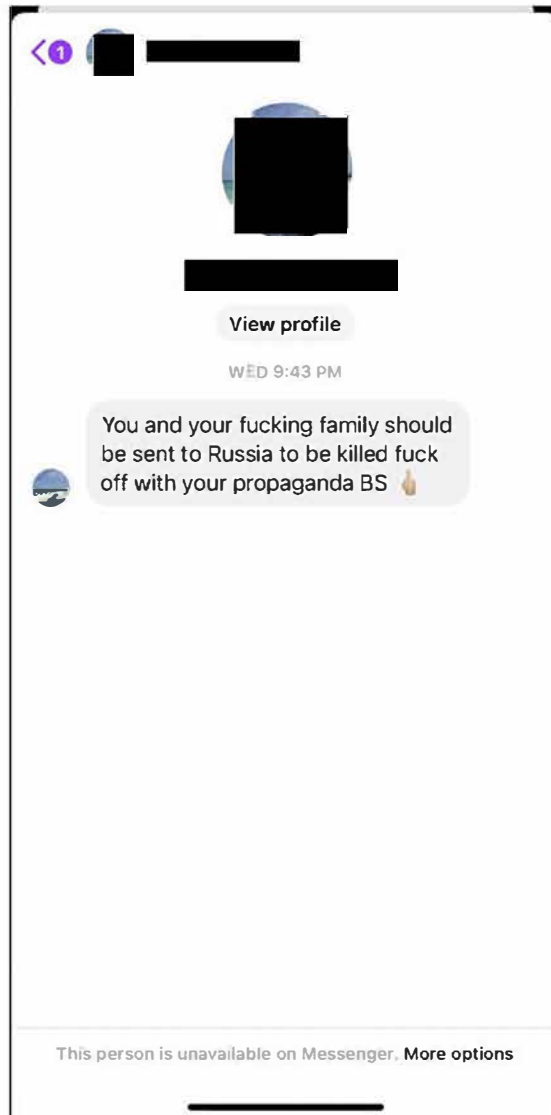 1
View profile
WED 9:43 PM
You and your fucking family should
be sent to Russia to be killed fuck
off with your propaganda BS 🖕🏼
This person is unavailable on Messenger. More options